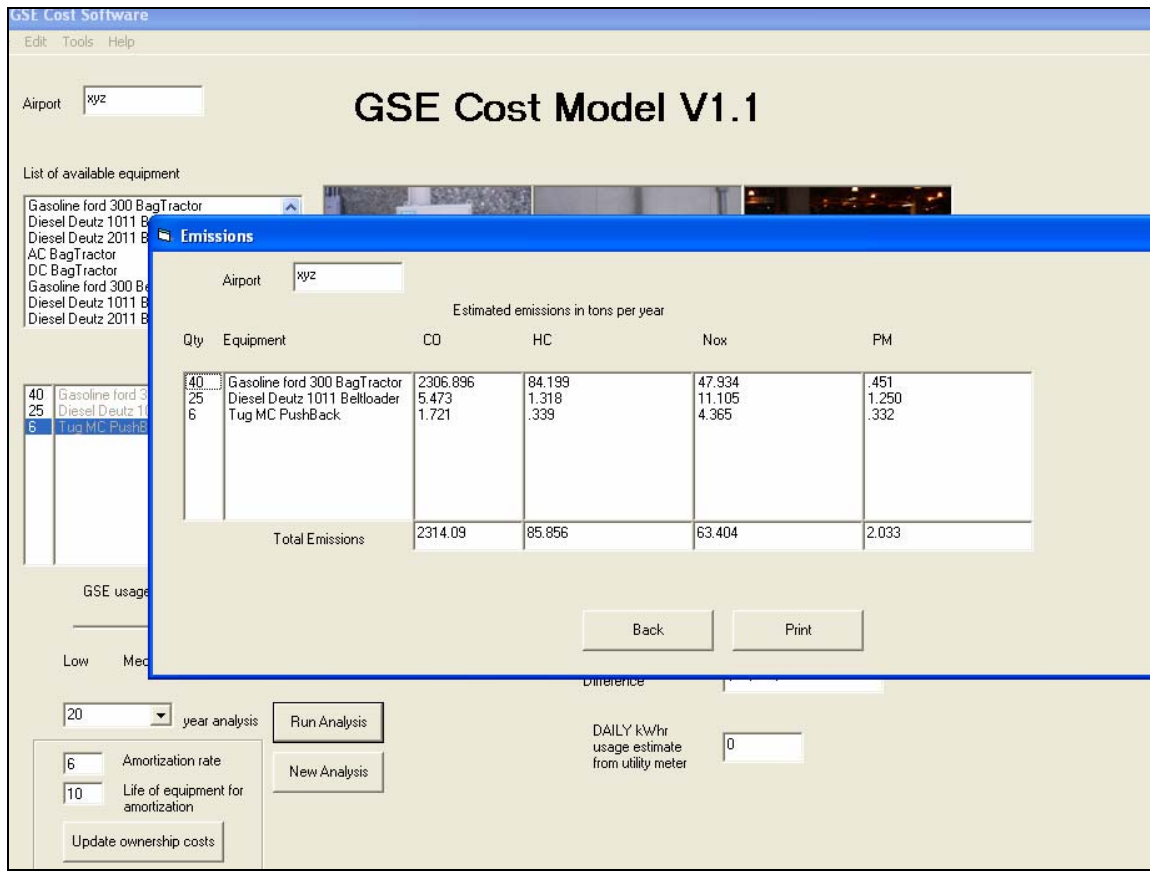 GSE Cost Software
Edit Tools Help
Airport xyz
GSE Cost Model V1.1
List of available equipment
Gasoline ford 300 BagTractor
Diesel Deutz 1011 B
Diesel Deutz 2011 B
AC BagTractor
DC BagTractor
Gasoline ford 300 Be
Diesel Deutz 1011 B
Diesel Deutz 2011 B
Emissions
Airport xyz
Estimated emissions in tons per year
Qty Equipment CO HC Nox PM
40 Gasoline ford 300 BagTractor 2306.896 84.199 47.934 .451
25 Diesel Deutz 1011 Beltloader 5.473 1.318 11.105 1.250
6 Tug MC PushBack 1.721 .339 4.365 .332
Total Emissions 2314.09 85.856 63.404 2.033
Back Print
40 Gasoline ford 3
25 Diesel Deutz 10
6 Tug MC PushB
GSE usage
Low Med
Difference
20 year analysis Run Analysis
6 Amortization rate
10 Life of equipment for
amortization
New Analysis
Update ownership costs
DAILY kWhr
usage estimate
from utility meter
0